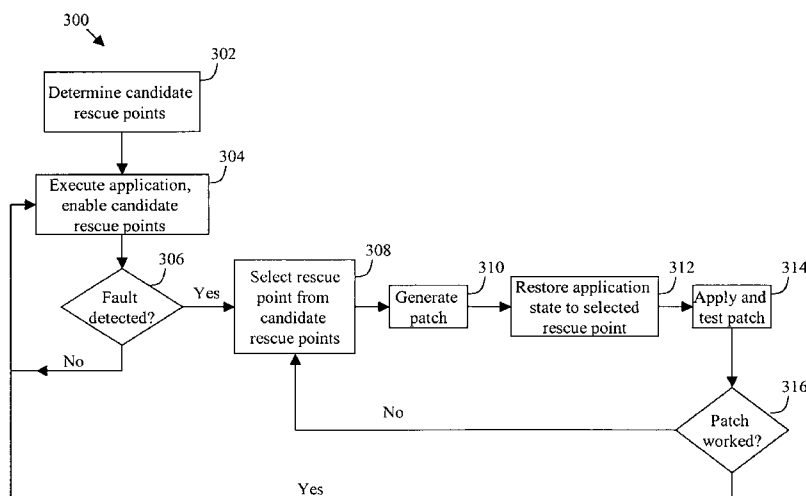 300
302
Determine candidate
rescue points
304
Execute application,
enable candidate
rescue points
306
Fault
detected?
Yes
No
308
Select rescue
point from
candidate
rescue points
310
Generate
patch
312
Restore application
state to selected
rescue point
314
Apply and
test patch
316
Patch
worked?
No
Yes